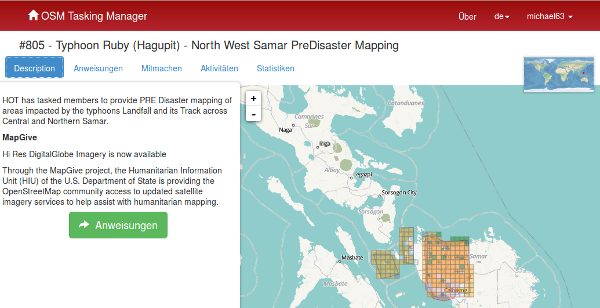 OSM Tasking Manager
Über
de
michael63
#805 - Typhoon Ruby (Hagupit) - North West Samar PreDisaster Mapping
Description
Anweisungen
Mitmachen
Aktivitäten
Statistiken
HOT has tasked members to provide PRE Disaster mapping of
areas impacted by the typhoons Landfall and its Track across
Central and Northern Samar.
MapGive
Hi Res DigitalGlobe Imagery is now available
Through the MapGive project, the Humanitarian Information
Unit (HIU) of the U.S. Department of State is providing the
OpenStreetMap community access to updated satellite
imagery services to help assist with humanitarian mapping.
Anweisungen
+
-
Catanduanes
Camarines
Sur
Naga
Iriga
Albay
Legazpi
Sorsogon City
Sorsogon
Masbate
Masbate
Samar